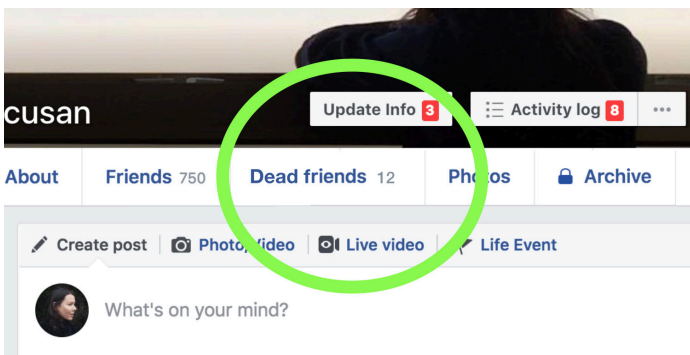 cusan
Update Info 3
Activity log 8
About Friends 750 Dead friends 12 Photos Archive
Create post Photo/Video Live video Life Event
What's on your mind?